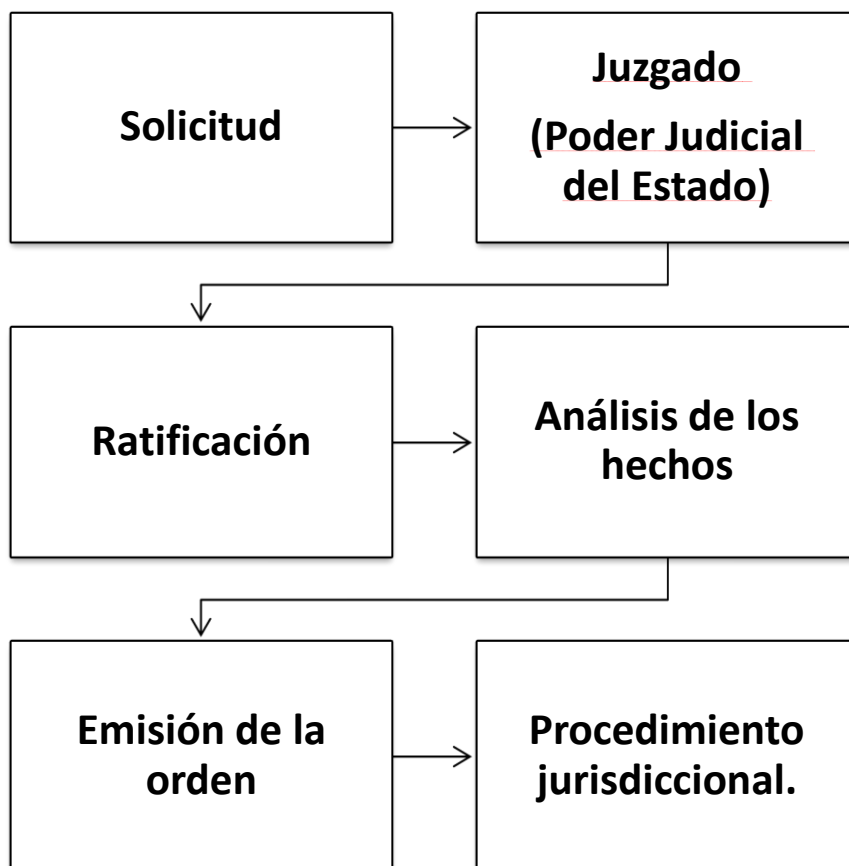 Solicitud
Juzgado
(Poder Judicial
del Estado)
Ratificación
Análisis de los
hechos
Emisión de la
orden
Procedimiento
jurisdiccional.